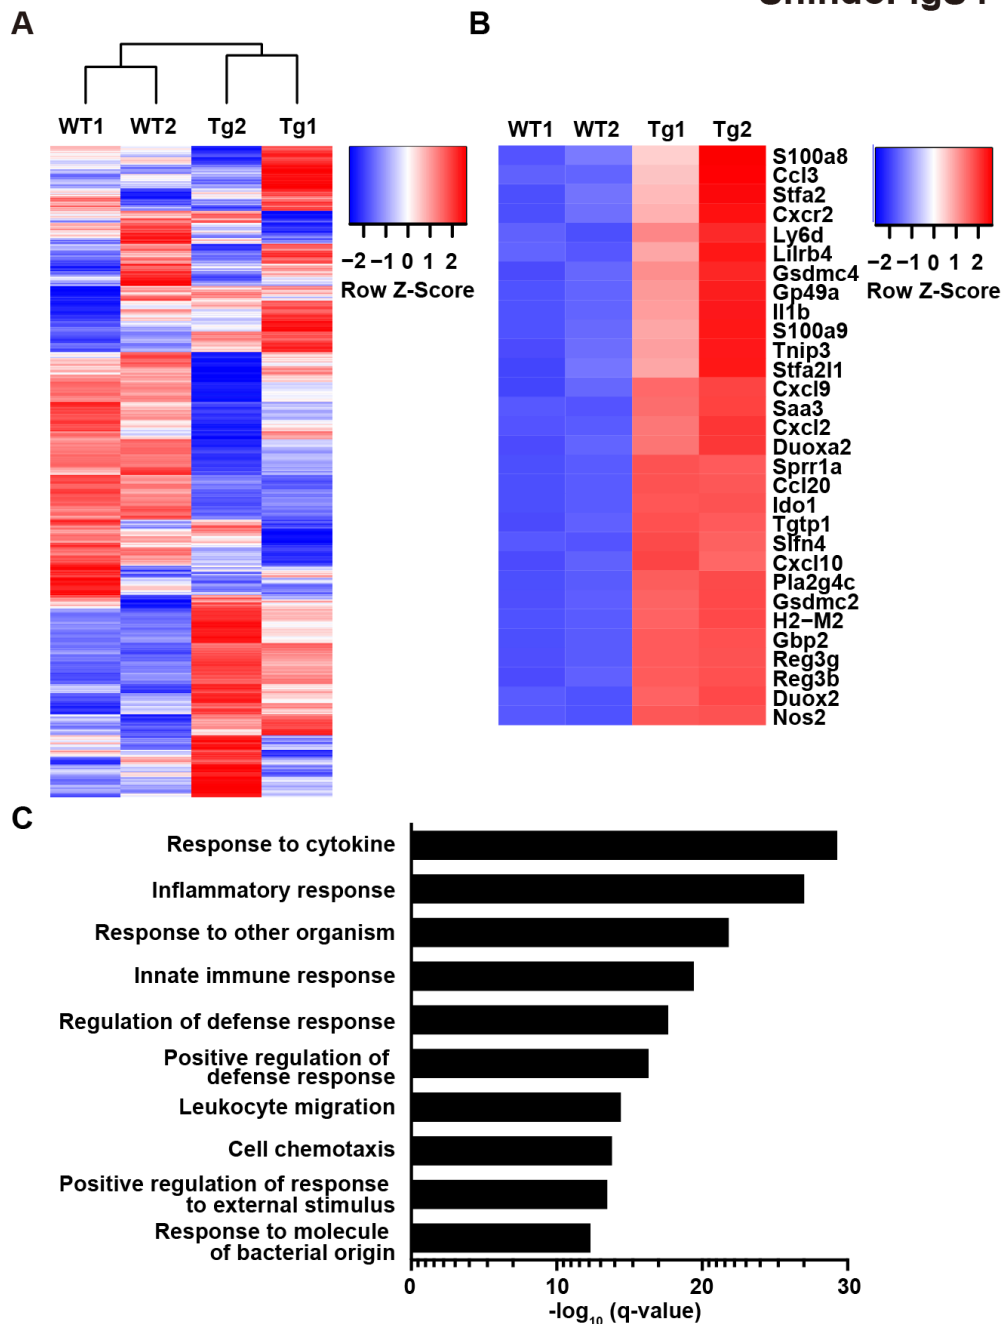 A
B
WT1 WT2 Tg2 Tg1
−2 −1 0 1 2
Row Z-Score
WT1 WT2 Tg1 Tg2
S100a8
Ccl3
Stfa2
Cxcr2
Ly6d
Lilrb4
Gsdmc4
Gp49a
Il1b
S100a9
Tnip3
Stfa2l1
Cxcl9
Saa3
Cxcl2
Duoxa2
Sprr1a
Ccl20
Ido1
Tgtp1
Slfn4
Cxcl10
Pla2g4c
Gsdmc2
H2−M2
Gbp2
Reg3g
Reg3b
Duox2
Nos2
−2 −1 0 1 2
Row Z-Score
C
Response to cytokine
Inflammatory response
Response to other organism
Innate immune response
Regulation of defense response
Positive regulation of
defense response
Leukocyte migration
Cell chemotaxis
Positive regulation of response
to external stimulus
Response to molecule
of bacterial origin
0 10 20 30
-log10 (q-value)